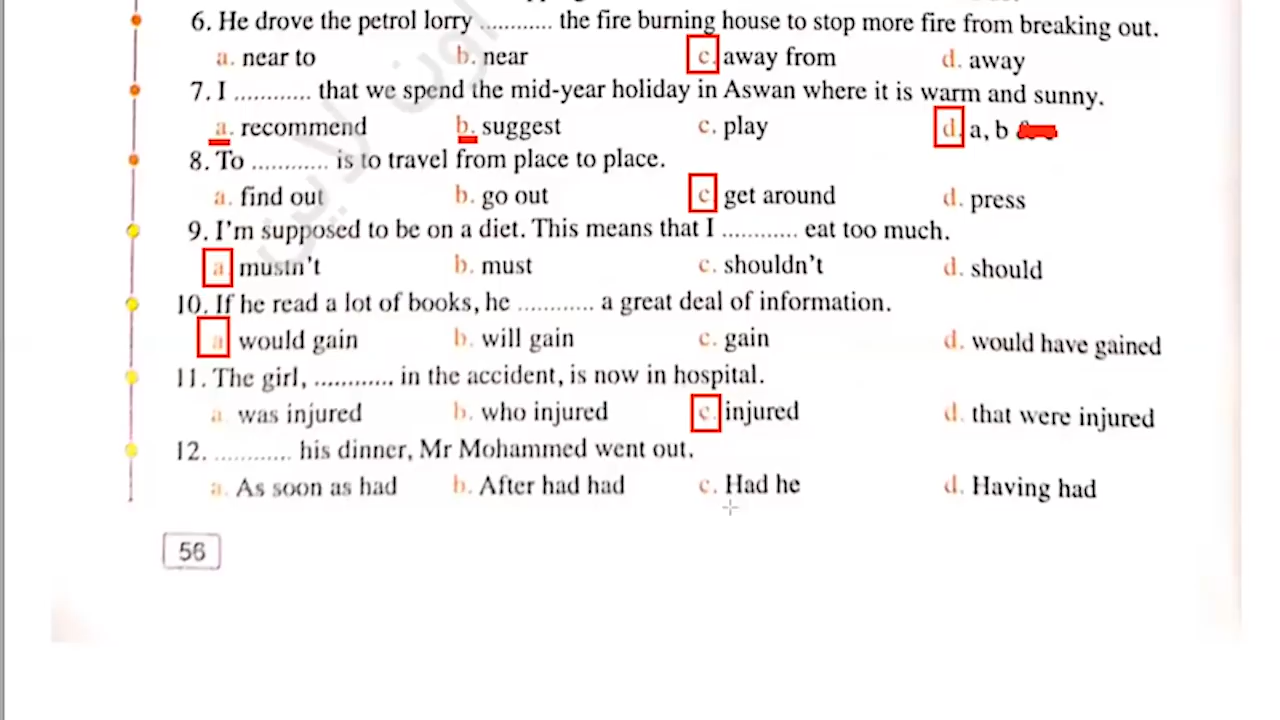 6. He drove the petrol lorry ............ the fire burning house to stop more fire from breaking out.
a. near to b. near c. away from d. away
7. I ............ that we spend the mid-year holiday in Aswan where it is warm and sunny.
a. recommend b. suggest c. play d. a, b
8. To ............ is to travel from place to place.
a. find out b. go out c. get around d. press
9. I'm supposed to be on a diet. This means that I ............ eat too much.
a. mustn't b. must c. shouldn't d. should
10. If he read a lot of books, he ............ a great deal of information.
a. would gain b. will gain c. gain d. would have gained
11. The girl, ............ in the accident, is now in hospital.
a. was injured b. who injured c. injured d. that were injured
12. ............ his dinner, Mr Mohammed went out.
a. As soon as had b. After had had c. Had he d. Having had
56